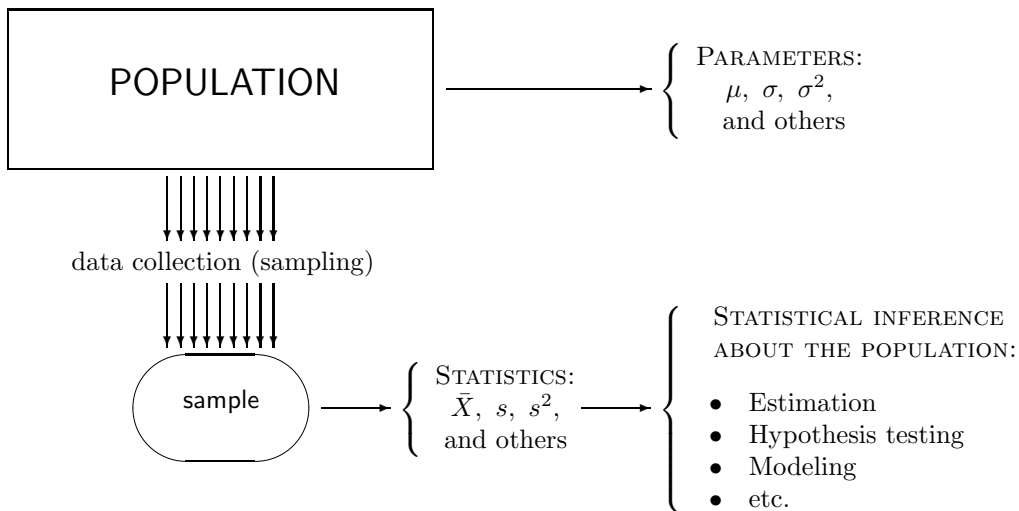 POPULATION
PARAMETERS:
μ, σ, σ²,
and others
data collection (sampling)
sample
STATISTICS:
X̄, s, s²,
and others
STATISTICAL INFERENCE
ABOUT THE POPULATION:
• Estimation
• Hypothesis testing
• Modeling
• etc.